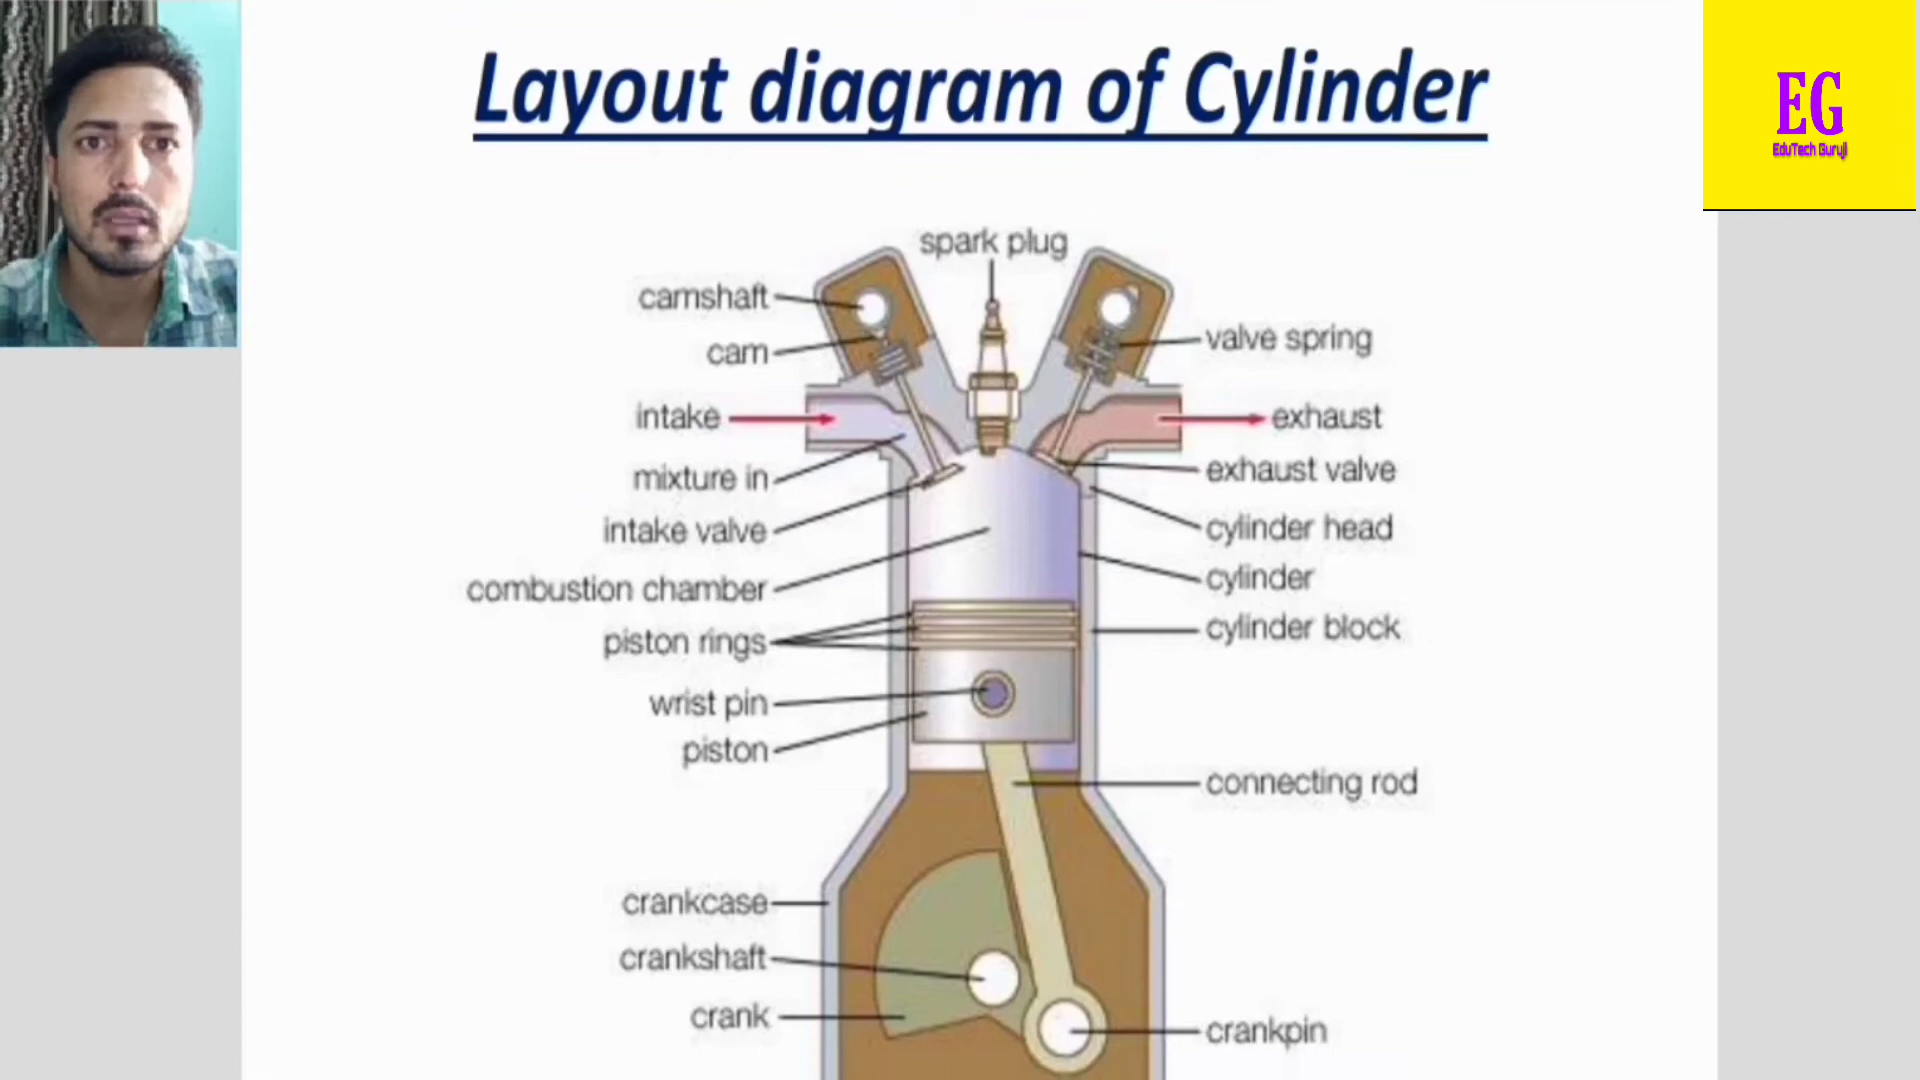 Layout diagram of Cylinder
EG
EduTech Guruji
spark plug
camshaft
cam
valve spring
intake
exhaust
mixture in
exhaust valve
intake valve
cylinder head
combustion chamber
cylinder
piston rings
cylinder block
wrist pin
piston
connecting rod
crankcase
crankshaft
crank
crankpin